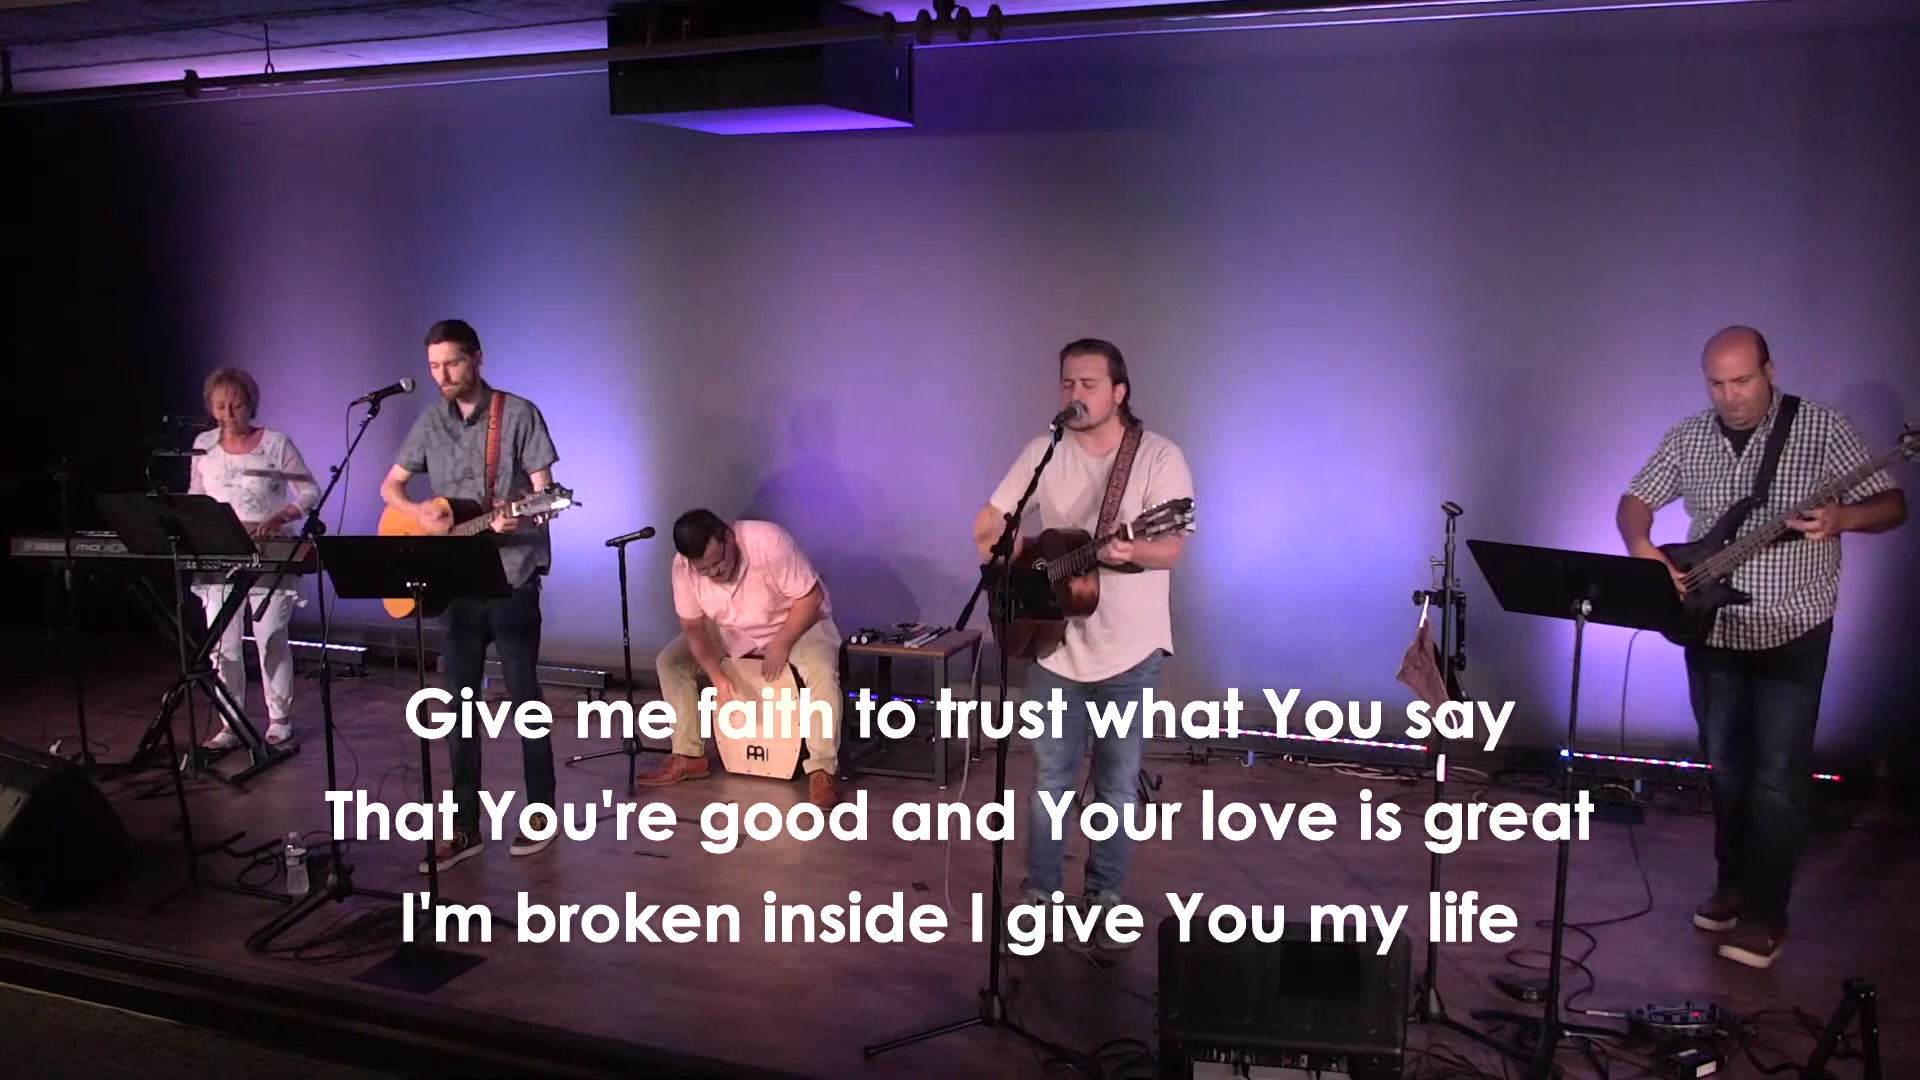 Give me faith to trust what You say
That You're good and Your love is great
I'm broken inside I give You my life